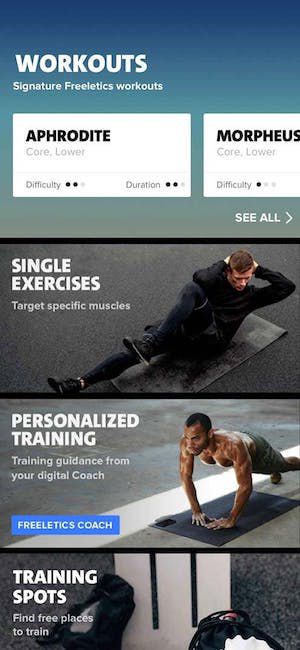 WORKOUTS
Signature Freeletics workouts
APHRODITE
Core, Lower
Difficulty
Duration
MORPHEUS
Core, Lower
Difficulty
SEE ALL
SINGLE
EXERCISES
Target specific muscles
PERSONALIZED
TRAINING
Training guidance from
your digital Coach
FREELETICS COACH
TRAINING
SPOTS
Find free places
to train